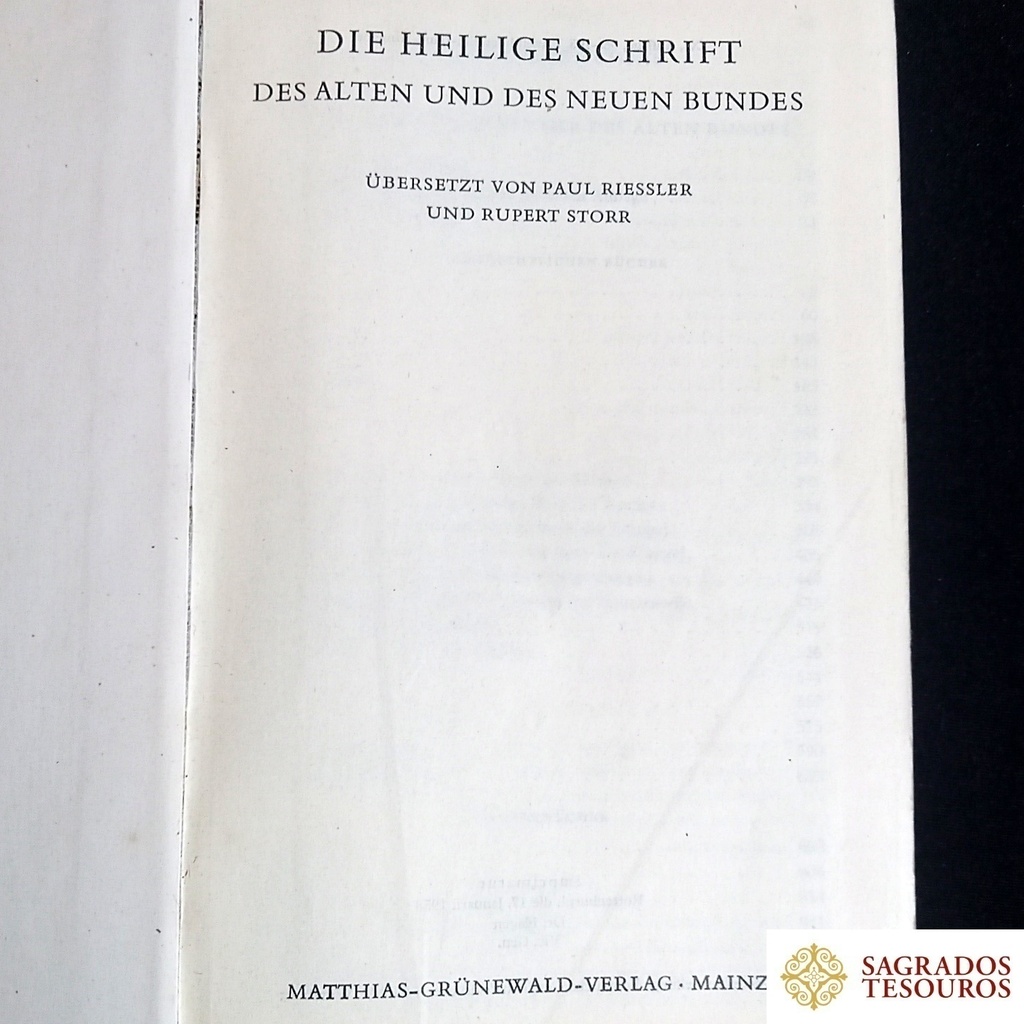 DIE HEILIGE SCHRIFT
DES ALTEN UND DES NEUEN BUNDES
ÜBERSETZT VON PAUL RIESSLER
UND RUPERT STORR
MATTHIAS-GRÜNEWALD-VERLAG · MAINZ
SAGRADOS
TESOUROS